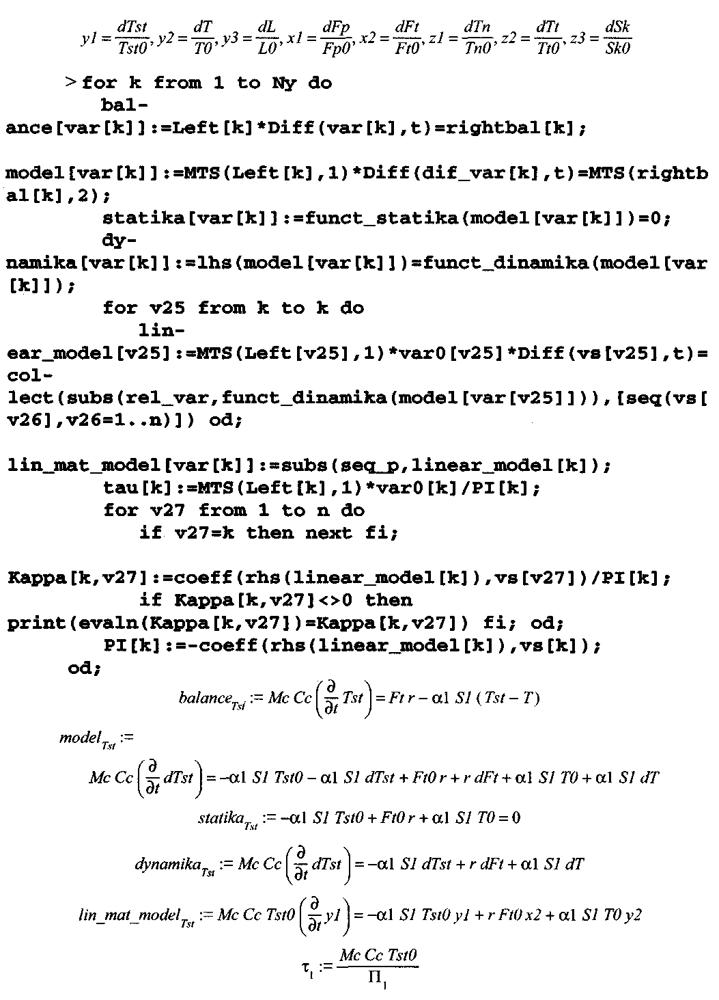 y1 = dTst/Tst0, y2 = dT/T0, y3 = dL/L0, x1 = dFp/Fp0, x2 = dFt/Ft0, z1 = dTn/Tn0, z2 = dTt/Tt0, z3 = dSk/Sk0
> for k from 1 to Ny do
bal-
ance[var[k]]:=Left[k]*Diff(var[k],t)=rightbal[k];
model[var[k]]:=MTS(Left[k],1)*Diff(dif_var[k],t)=MTS(rightb
al[k],2);
statika[var[k]]:=funct_statika(model[var[k]])=0;
dy-
namika[var[k]]:=lhs(model[var[k]])=funct_dinamika(model[var
[k]]);
for v25 from k to k do
lin-
ear_model[v25]:=MTS(Left[v25],1)*var0[v25]*Diff(vs[v25],t)=
col-
lect(subs(rel_var,funct_dinamika(model[var[v25]])),[seq(vs[
v26],v26=1..n)]) od;
lin_mat_model[var[k]]:=subs(seq_p,linear_model[k]);
tau[k]:=MTS(Left[k],1)*var0[k]/PI[k];
for v27 from 1 to n do
if v27=k then next fi;
Kappa[k,v27]:=coeff(rhs(linear_model[k]),vs[v27])/PI[k];
if Kappa[k,v27]<>0 then
print(evaln(Kappa[k,v27])=Kappa[k,v27]) fi; od;
PI[k]:=-coeff(rhs(linear_model[k]),vs[k]);
od;
balance_Tst := Mc Cc (∂/∂t Tst) = Ft r − α1 S1 (Tst − T)
model_Tst :=
Mc Cc (∂/∂t dTst) = −α1 S1 Tst0 − α1 S1 dTst + Ft0 r + r dFt + α1 S1 T0 + α1 S1 dT
statika_Tst := −α1 S1 Tst0 + Ft0 r + α1 S1 T0 = 0
dynamika_Tst := Mc Cc (∂/∂t dTst) = −α1 S1 dTst + r dFt + α1 S1 dT
lin_mat_model_Tst := Mc Cc Tst0 (∂/∂t y1) = −α1 S1 Tst0 y1 + r Ft0 x2 + α1 S1 T0 y2
τ_1 := Mc Cc Tst0/Π_1